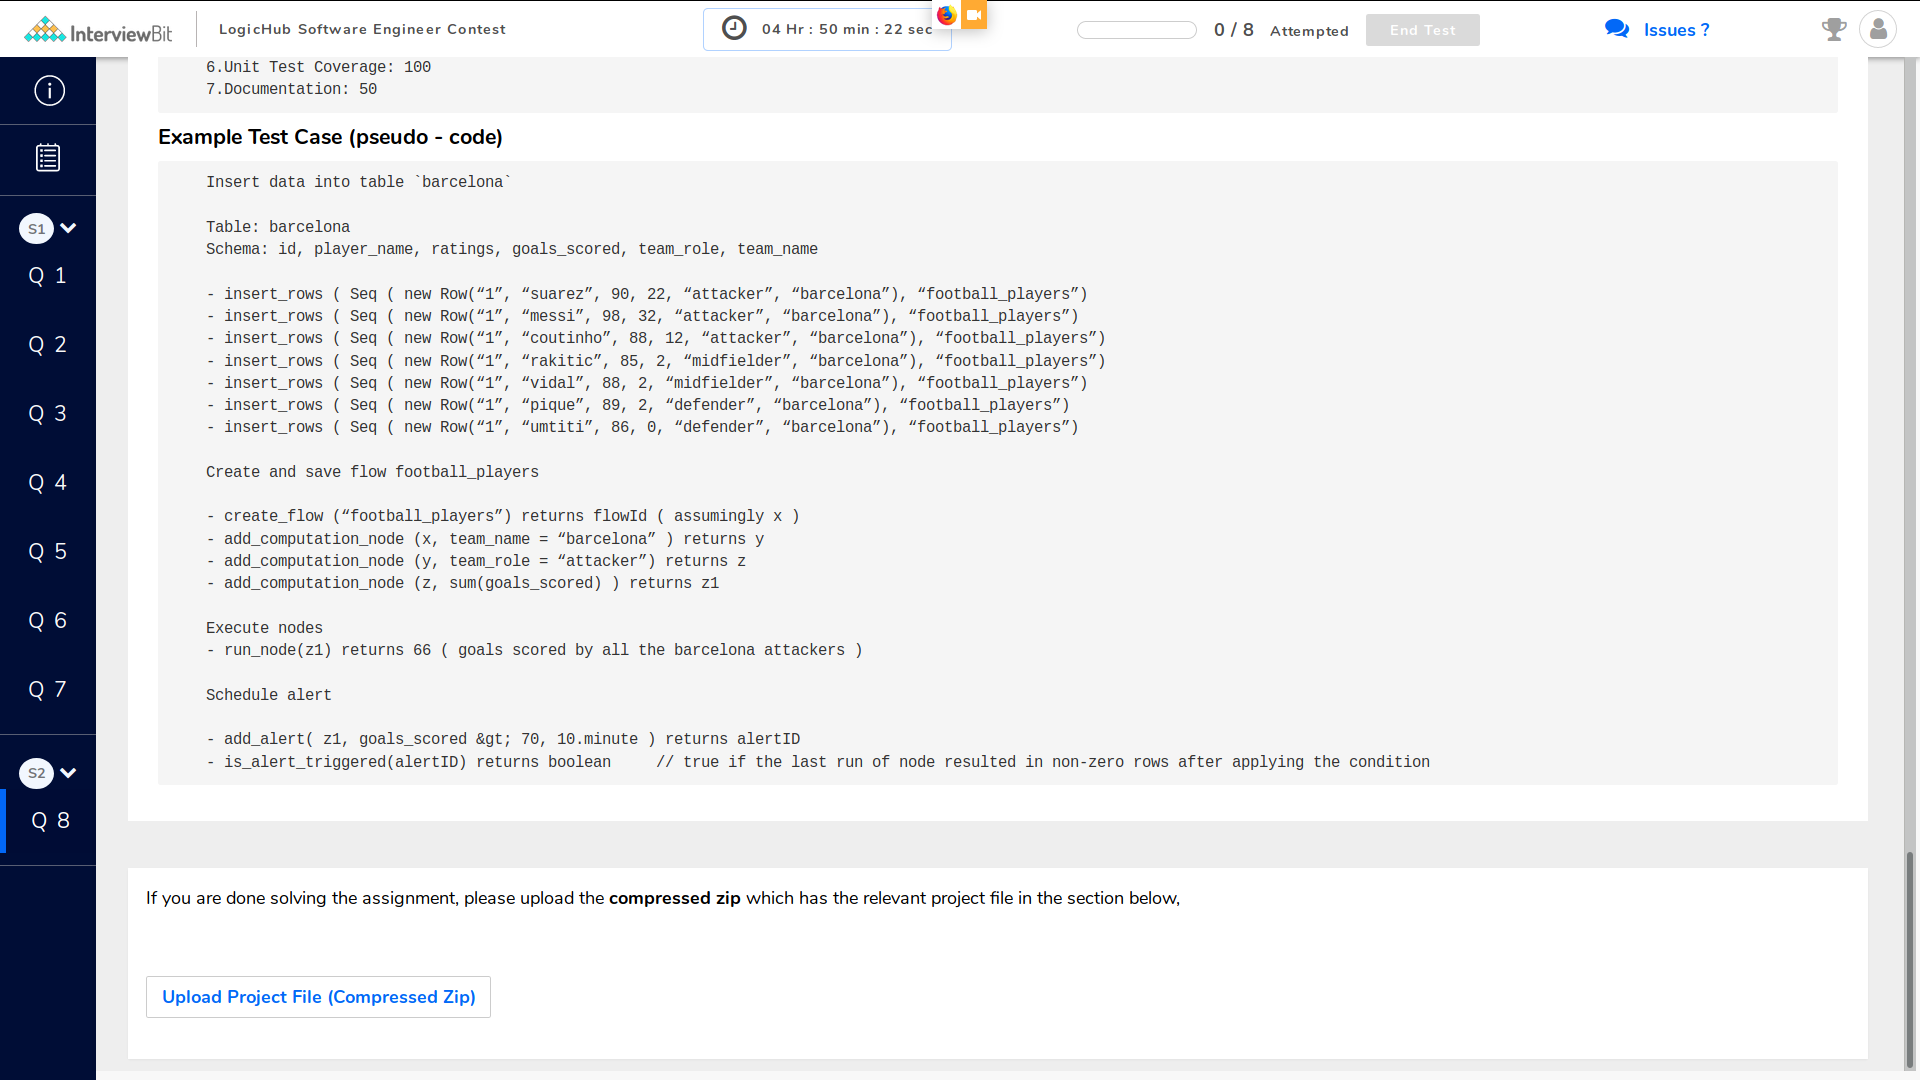 InterviewBit
LogicHub Software Engineer Contest
04 Hr : 50 min : 22 sec
0 / 8 Attempted
End Test
Issues ?
S1
Q 1
Q 2
Q 3
Q 4
Q 5
Q 6
Q 7
S2
Q 8
6.Unit Test Coverage: 100
7.Documentation: 50
Example Test Case (pseudo - code)
Insert data into table `barcelona`
Table: barcelona
Schema: id, player_name, ratings, goals_scored, team_role, team_name
- insert_rows ( Seq ( new Row(“1”, “suarez”, 90, 22, “attacker”, “barcelona”), “football_players”)
- insert_rows ( Seq ( new Row(“1”, “messi”, 98, 32, “attacker”, “barcelona”), “football_players”)
- insert_rows ( Seq ( new Row(“1”, “coutinho”, 88, 12, “attacker”, “barcelona”), “football_players”)
- insert_rows ( Seq ( new Row(“1”, “rakitic”, 85, 2, “midfielder”, “barcelona”), “football_players”)
- insert_rows ( Seq ( new Row(“1”, “vidal”, 88, 2, “midfielder”, “barcelona”), “football_players”)
- insert_rows ( Seq ( new Row(“1”, “pique”, 89, 2, “defender”, “barcelona”), “football_players”)
- insert_rows ( Seq ( new Row(“1”, “umtiti”, 86, 0, “defender”, “barcelona”), “football_players”)
Create and save flow football_players
- create_flow (“football_players”) returns flowId ( assumingly x )
- add_computation_node (x, team_name = “barcelona” ) returns y
- add_computation_node (y, team_role = “attacker”) returns z
- add_computation_node (z, sum(goals_scored) ) returns z1
Execute nodes
- run_node(z1) returns 66 ( goals scored by all the barcelona attackers )
Schedule alert
- add_alert( z1, goals_scored &gt; 70, 10.minute ) returns alertID
- is_alert_triggered(alertID) returns boolean     // true if the last run of node resulted in non-zero rows after applying the condition
If you are done solving the assignment, please upload the compressed zip which has the relevant project file in the section below,
Upload Project File (Compressed Zip)